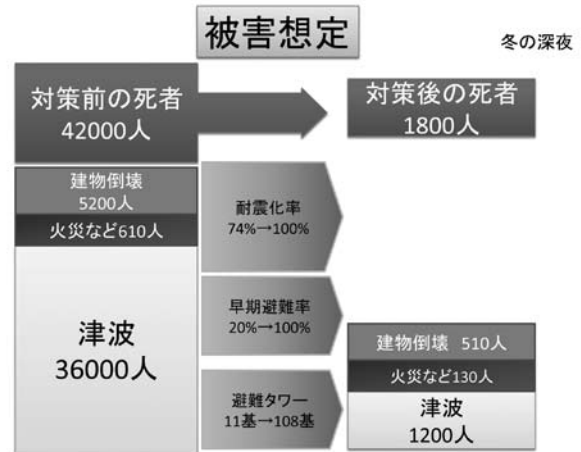 被害想定
冬の深夜
対策前の死者
42000人
対策後の死者
1800人
建物倒壊
5200人
火災など610人
津波
36000人
耐震化率
74%→100%
早期避難率
20%→100%
避難タワー
11基→108基
建物倒壊 510人
火災など130人
津波
1200人